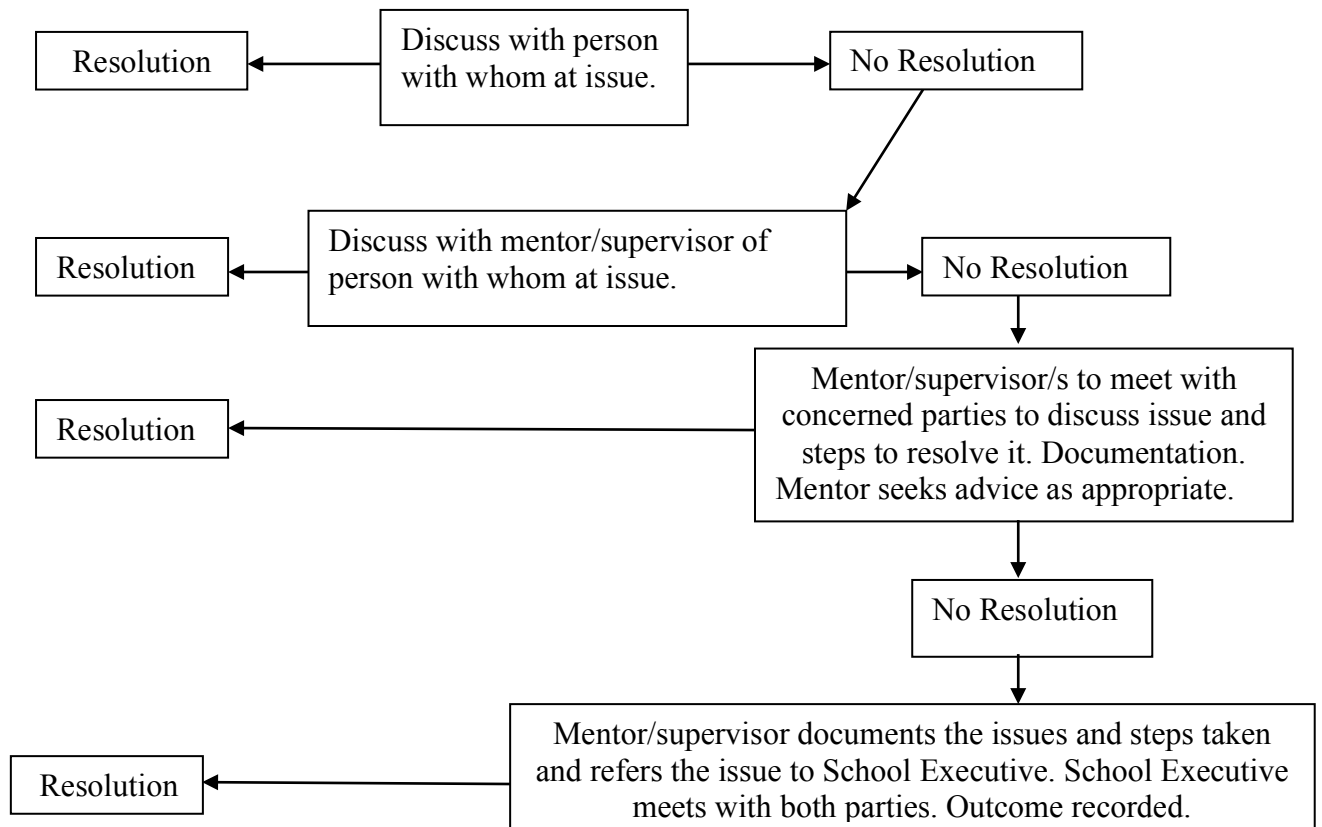 Resolution
Discuss with person
with whom at issue.
No Resolution
Resolution
Discuss with mentor/supervisor of
person with whom at issue.
No Resolution
Resolution
Mentor/supervisor/s to meet with
concerned parties to discuss issue and
steps to resolve it. Documentation.
Mentor seeks advice as appropriate.
No Resolution
Resolution
Mentor/supervisor documents the issues and steps taken
and refers the issue to School Executive. School Executive
meets with both parties. Outcome recorded.